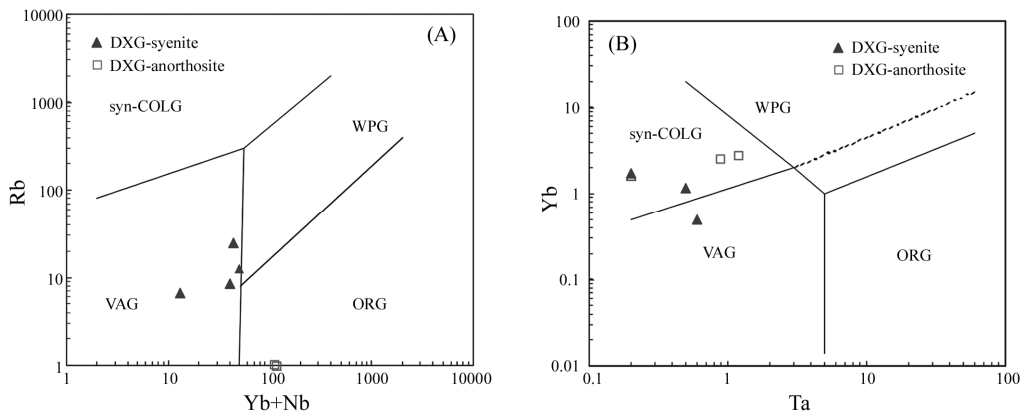 10000
1000
100
10
1
Rb
(A)
DXG-syenite
DXG-anorthosite
syn-COLG
WPG
VAG
ORG
1 10 100 1000 10000
Yb+Nb
100
10
1
0.1
0.01
Yb
(B)
DXG-syenite
DXG-anorthosite
WPG
syn-COLG
VAG
ORG
0.1 1 10 100
Ta